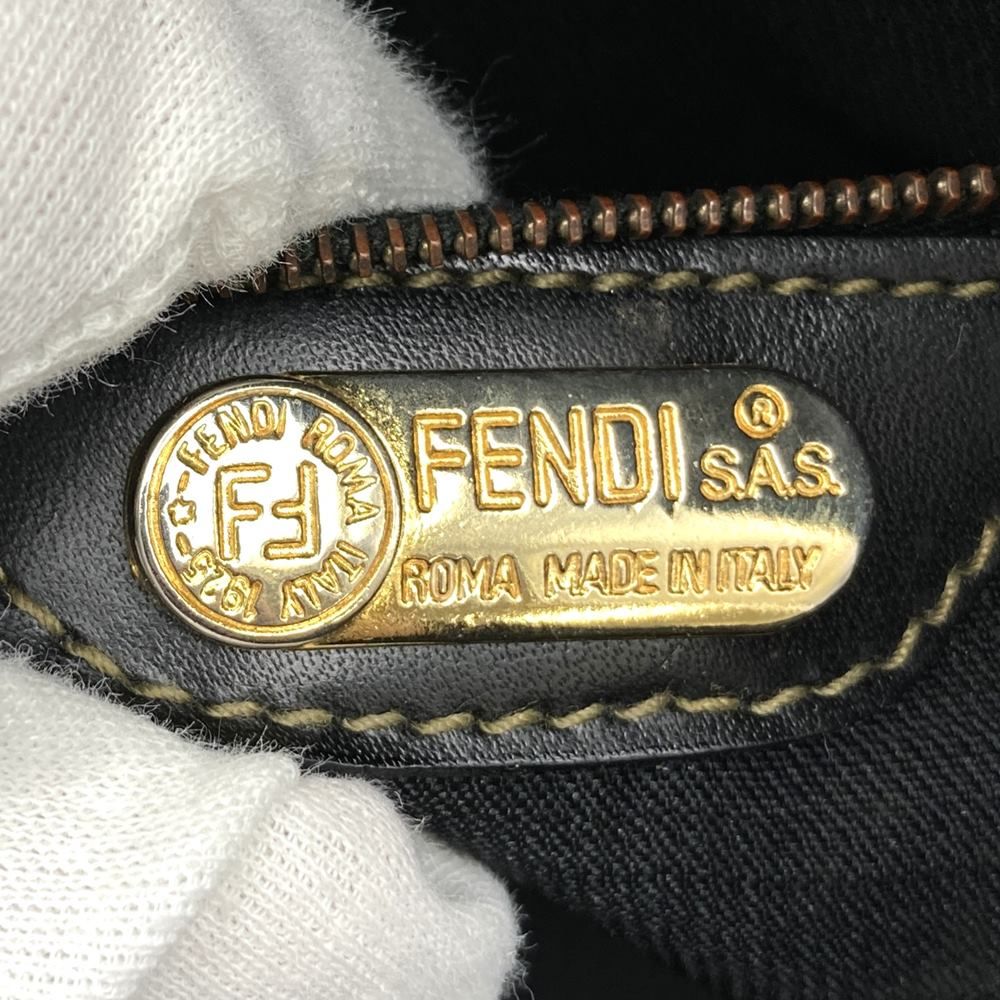 FENDI ROMA ITALY 1925
FF
FENDI ®
S.A.S.
ROMA MADE IN ITALY